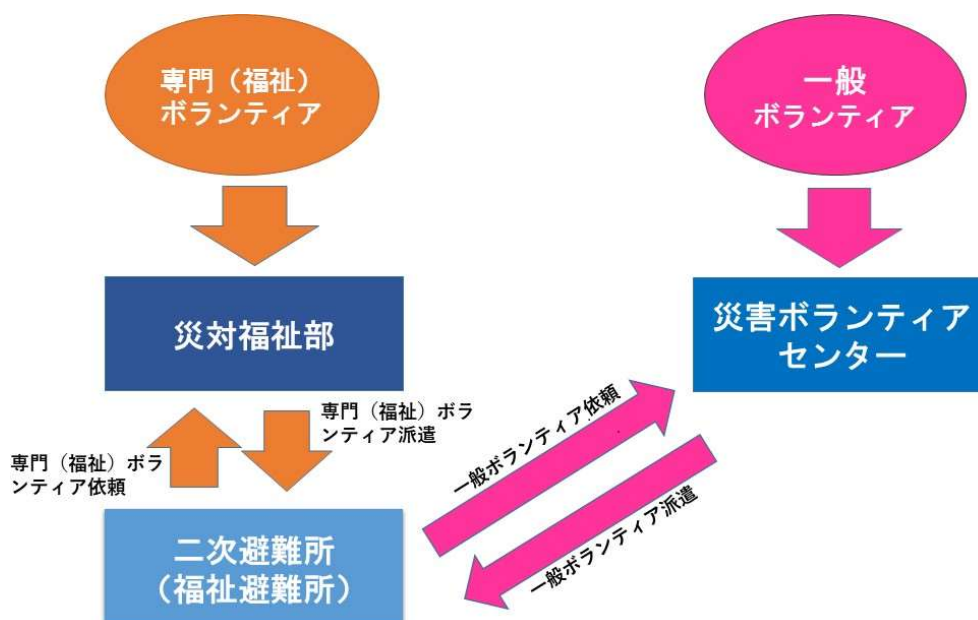 専門（福祉）
ボランティア
一般
ボランティア
災対福祉部
災害ボランティア
センター
専門（福祉）ボラ
ンティア派遣
専門（福祉）ボラ
ンティア依頼
一般ボランティア依頼
一般ボランティア派遣
二次避難所
（福祉避難所）